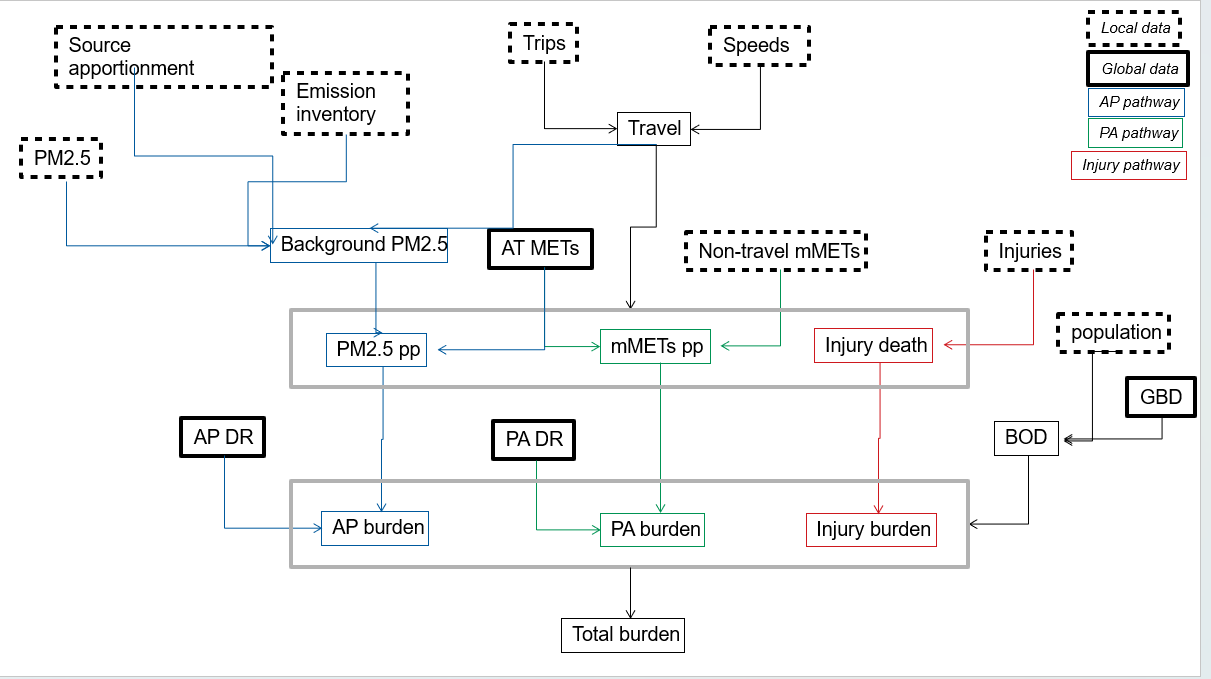 Source
apportionment
Trips
Speeds
Local data
Global data
Emission
inventory
AP pathway
Travel
PA pathway
PM2.5
Injury pathway
Background PM2.5
AT METs
Non-travel mMETs
Injuries
population
PM2.5 pp
mMETs pp
Injury death
GBD
AP DR
PA DR
BOD
AP burden
PA burden
Injury burden
Total burden